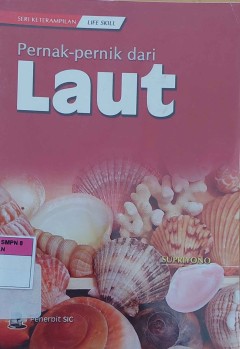 SERI KETERAMPILAN LIFE SKILL
Pernak-pernik dari
Laut
SMPN 8
N
SUPRIYONO
Penerbit SIC